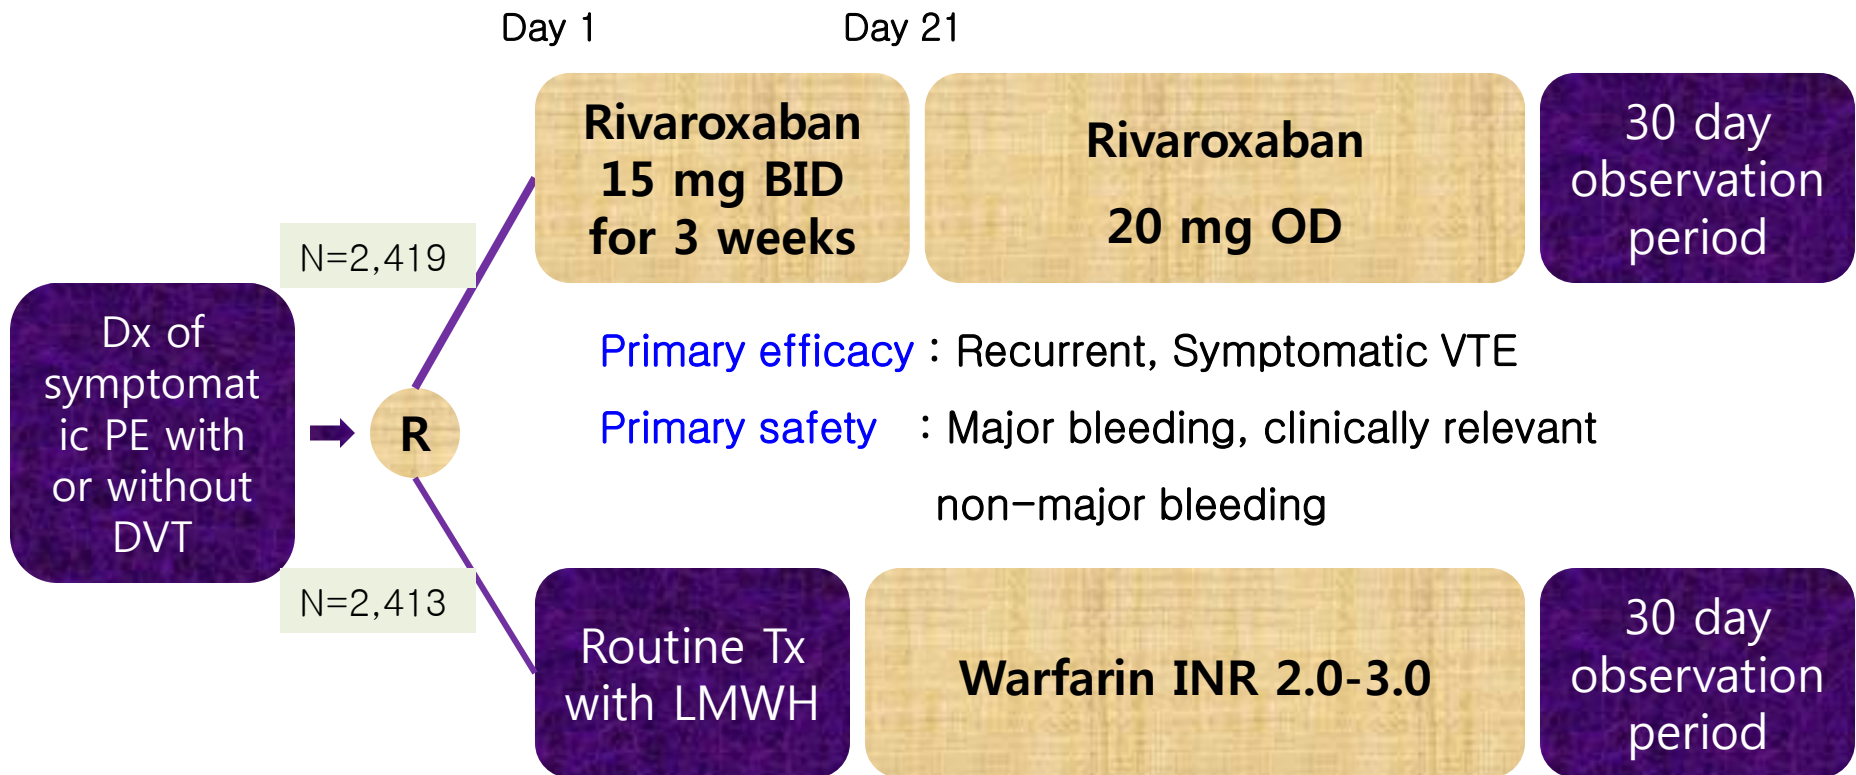 Day 1
Day 21
Rivaroxaban
15 mg BID
for 3 weeks
Rivaroxaban
20 mg OD
30 day
observation
period
N=2,419
Dx of
symptomat
ic PE with
or without
DVT
R
Primary efficacy : Recurrent, Symptomatic VTE
Primary safety : Major bleeding, clinically relevant
non-major bleeding
N=2,413
Routine Tx
with LMWH
Warfarin INR 2.0-3.0
30 day
observation
period